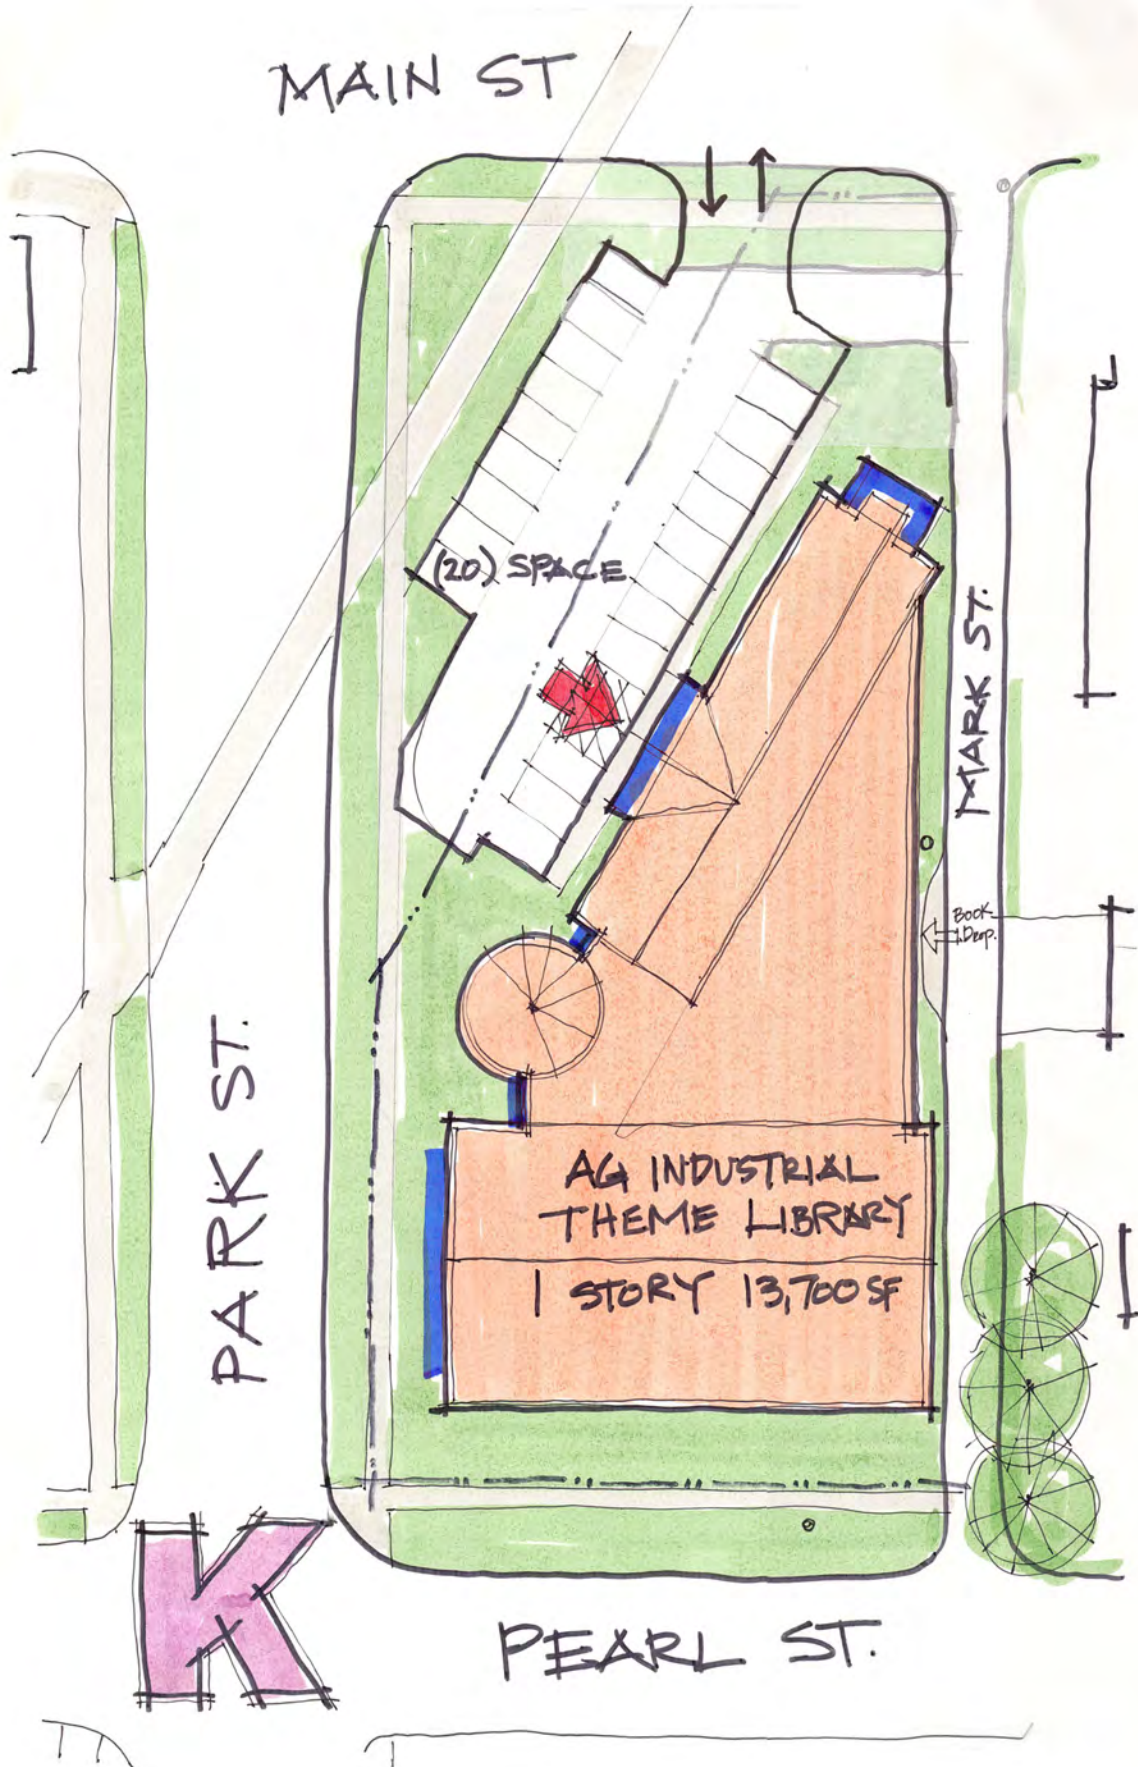 MAIN ST
(20) SPACE
MARK ST.
BOOK
Drop.
PARK ST.
AG INDUSTRIAL
THEME LIBRARY
1 STORY 13,700 SF
K
PEARL ST.